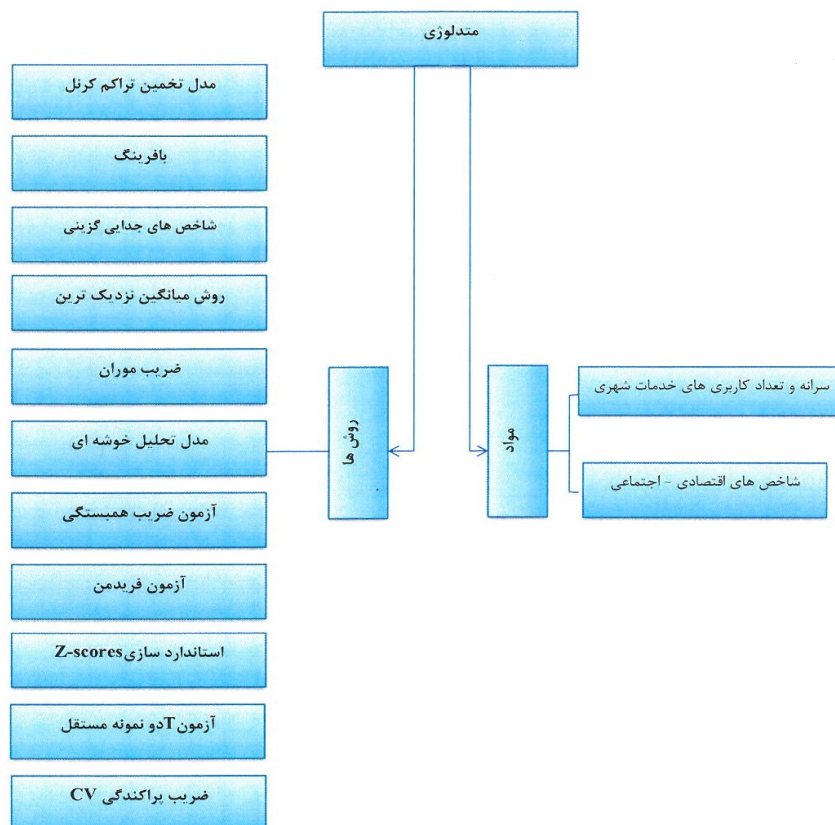 متدلوژی
مواد
سرانه و تعداد کاربری های خدمات شهری
شاخص های اقتصادی - اجتماعی
روش ها
مدل تخمین تراکم کرنل
بافرینگ
شاخص های جدایی گزینی
روش میانگین نزدیک ترین
ضریب موران
مدل تحلیل خوشه ای
آزمون ضریب همبستگی
آزمون فریدمن
استاندارد سازیZ-scores
آزمونTدو نمونه مستقل
ضریب پراکندگی CV